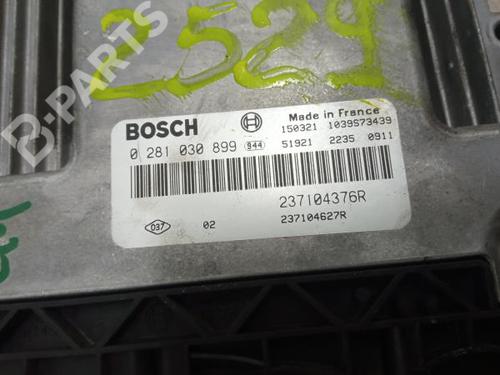 2529
BOSCH
Made in France
150321 1039S73439
0 281 030 899 944 51921 2235 0911
237104376R
037 02 237104627R
B-PARTS